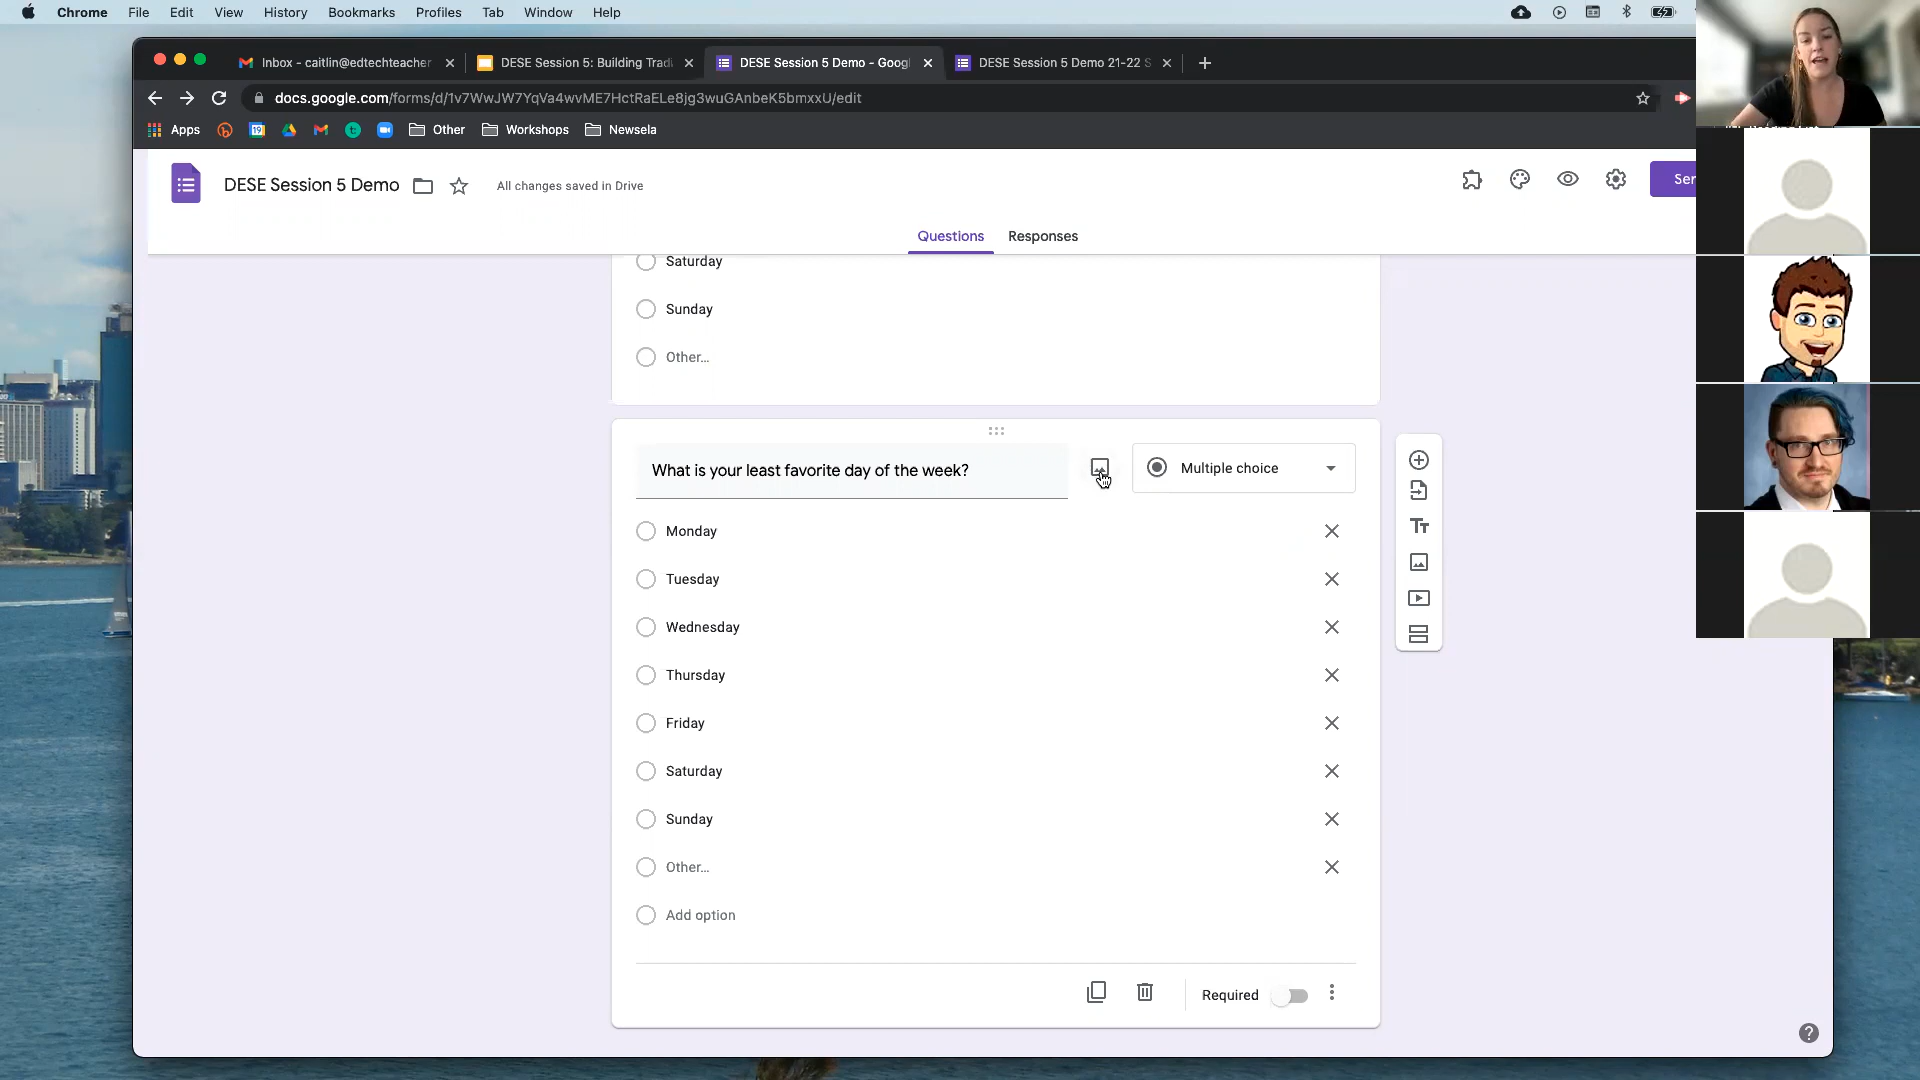 Chrome File Edit View History Bookmarks Profiles Tab Window Help
Inbox - caitlin@edtechteacher
DESE Session 5: Building Tradi
DESE Session 5 Demo - Googl
DESE Session 5 Demo 21-22 S
docs.google.com/forms/d/1v7WwJW7YqVa4wvME7HctRaELe8jg3wuGAnbeK5bmxxU/edit
Apps 19 Other Workshops Newsela
DESE Session 5 Demo All changes saved in Drive
Questions Responses
Saturday
Sunday
Other...
What is your least favorite day of the week? Multiple choice
Monday
Tuesday
Wednesday
Thursday
Friday
Saturday
Sunday
Other...
Add option
Required